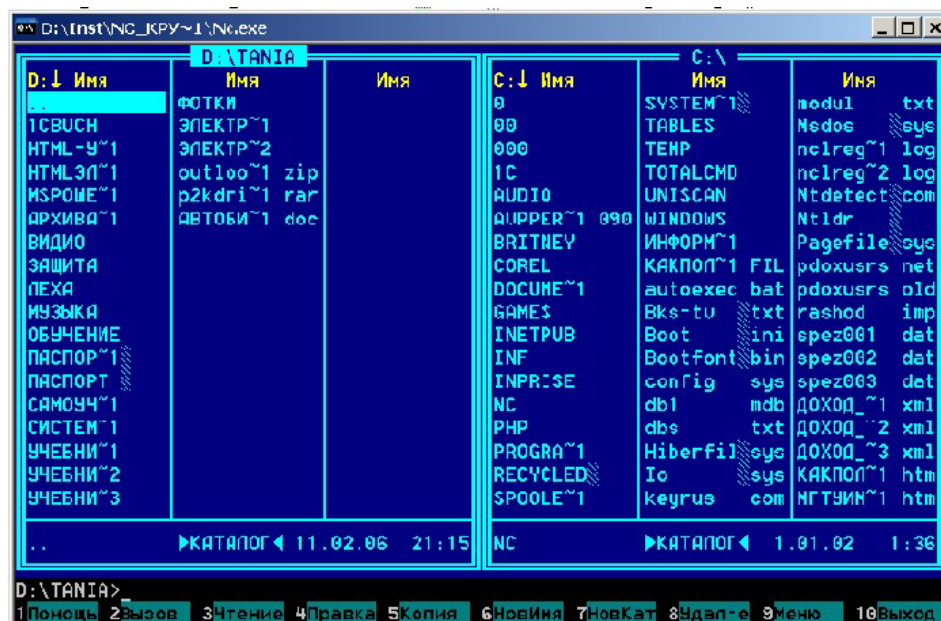 D:\Inst\NC_КРУ~1\Nc.exe
D:\TANIA C:\
D:↓ Имя Имя Имя C:↓ Имя Имя Имя
.. ФОТКИ 0 SYSTEM~1 modul txt
1CBUCH ЭЛЕКТР~1 00 TABLES Msdos sys
HTML-У~1 ЭЛЕКТР~2 000 TEMP nclreg~1 log
HTMLЭЛ~1 outloo~1 zip 1C TOTALCMD nclreg~2 log
MSPOWE~1 p2kdri~1 rar AUDIO UNISCAN Ntdetect com
АРХИВА~1 АВТОБИ~1 doc AVPPER~1 090 WINDOWS Ntldr
ВИДИО BRITNEY ИНФОРМ~1 Pagefile sys
ЗАЩИТА COREL КАКПОЛ~1 FIL pdoxusrs net
ЛЕХА DOCUME~1 autoexec bat pdoxusrs old
МУЗЫКА GAMES Bks-tv txt rashod imp
ОБУЧЕНИЕ INETPUB Boot ini spez001 dat
ПАСПОР~1 INF Bootfont bin spez002 dat
ПАСПОРТ INPRISE config sys spez003 dat
САМОУЧ~1 NC db1 mdb ДОХОД_~1 xml
СИСТЕМ~1 PHP dbs txt ДОХОД_~2 xml
УЧЕБНИ~1 PROGRA~1 Hiberfil sys ДОХОД_~3 xml
УЧЕБНИ~2 RECYCLED Io sys КАКПОЛ~1 htm
УЧЕБНИ~3 SPOOLE~1 keyrus com МГТУИМ~1 htm
.. ►КАТАЛОГ◄ 11.02.06 21:15 NC ►КАТАЛОГ◄ 1.01.02 1:36
D:\TANIA>_
1Помощь 2Вызов 3Чтение 4Правка 5Копия 6НовИмя 7НовКат 8Удал-е 9Меню 10Выход